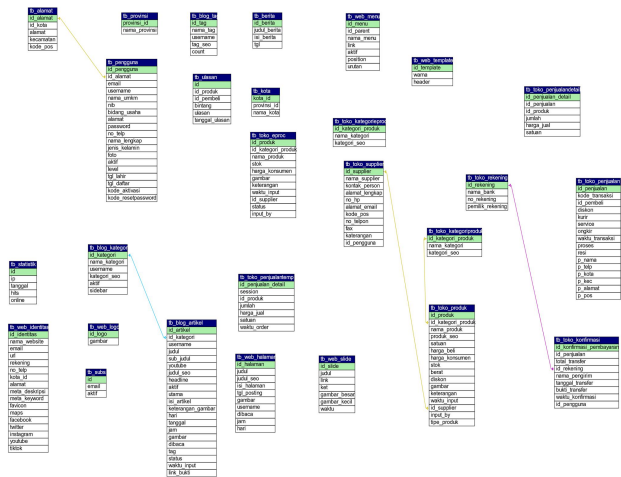 tb_alamat
id_alamat
id_kota
alamat
kecamatan
kode_pos
tb_provinsi
provinsi_id
nama_provinsi
tb_blog_tag
id_tag
nama_tag
username
tag_seo
count
tb_berita
id_berita
judul_berita
isi_berita
tgl
tb_web_menu
id_menu
id_parent
nama_menu
link
aktif
position
urutan
tb_pengguna
id_pengguna
id_alamat
email
username
nama_umkm
nib
bidang_usaha
alamat
password
no_telp
nama_lengkap
jenis_kelamin
foto
aktif
level
tgl_lahir
tgl_daftar
kode_aktivasi
kode_resetpassword
tb_ulasan
id
id_produk
id_pembeli
bintang
ulasan
tanggal_ulasan
tb_kota
kota_id
provinsi_id
nama_kota
tb_web_template
id_template
warna
header
tb_toko_penjualandetail
id_penjualan_detail
id_penjualan
id_produk
jumlah
harga_jual
satuan
tb_toko_eproc
id_produk
id_kategori_produk
nama_produk
stok
harga_konsumen
gambar
keterangan
waktu_input
id_supplier
status
input_by
tb_toko_kategorieproc
id_kategori_produk
nama_kategori
kategori_seo
tb_toko_supplier
id_supplier
nama_supplier
kontak_person
alamat_lengkap
no_hp
alamat_email
kode_pos
no_telpon
fax
keterangan
id_pengguna
tb_toko_rekening
id_rekening
nama_bank
no_rekening
pemilik_rekening
tb_toko_penjualan
id_penjualan
kode_transaksi
id_pembeli
diskon
kurir
service
ongkir
waktu_transaksi
proses
resi
p_nama
p_telp
p_kota
p_kec
p_alamat
p_pos
tb_toko_kategoriproduk
id_kategori_produk
nama_kategori
kategori_seo
tb_blog_kategori
id_kategori
nama_kategori
username
kategori_seo
aktif
sidebar
tb_statistik
id
ip
tanggal
hits
online
tb_toko_penjualantemp
id_penjualan_detail
session
id_produk
jumlah
harga_jual
satuan
waktu_order
tb_toko_produk
id_produk
id_kategori_produk
nama_produk
produk_seo
satuan
harga_beli
harga_konsumen
stok
berat
diskon
gambar
keterangan
waktu_input
id_supplier
input_by
tipe_produk
tb_toko_konfirmasi
id_konfirmasi_pembayaran
id_penjualan
total_transfer
id_rekening
nama_pengirim
tanggal_transfer
bukti_transfer
waktu_konfirmasi
id_pengguna
tb_web_identitas
id_identitas
nama_website
email
url
rekening
no_telp
kota_id
alamat
meta_deskripsi
meta_keyword
favicon
maps
facebook
twitter
instagram
youtube
tiktok
tb_web_logo
id_logo
gambar
tb_subs
id
email
aktif
tb_blog_artikel
id_artikel
id_kategori
username
judul
sub_judul
youtube
judul_seo
headline
aktif
utama
isi_artikel
keterangan_gambar
hari
tanggal
jam
gambar
dibaca
tag
status
waktu_input
link_bukti
tb_web_halaman
id_halaman
judul
judul_seo
isi_halaman
tgl_posting
gambar
username
dibaca
jam
hari
tb_web_slide
id_slide
judul
link
ket
gambar_besar
gambar_kecil
waktu